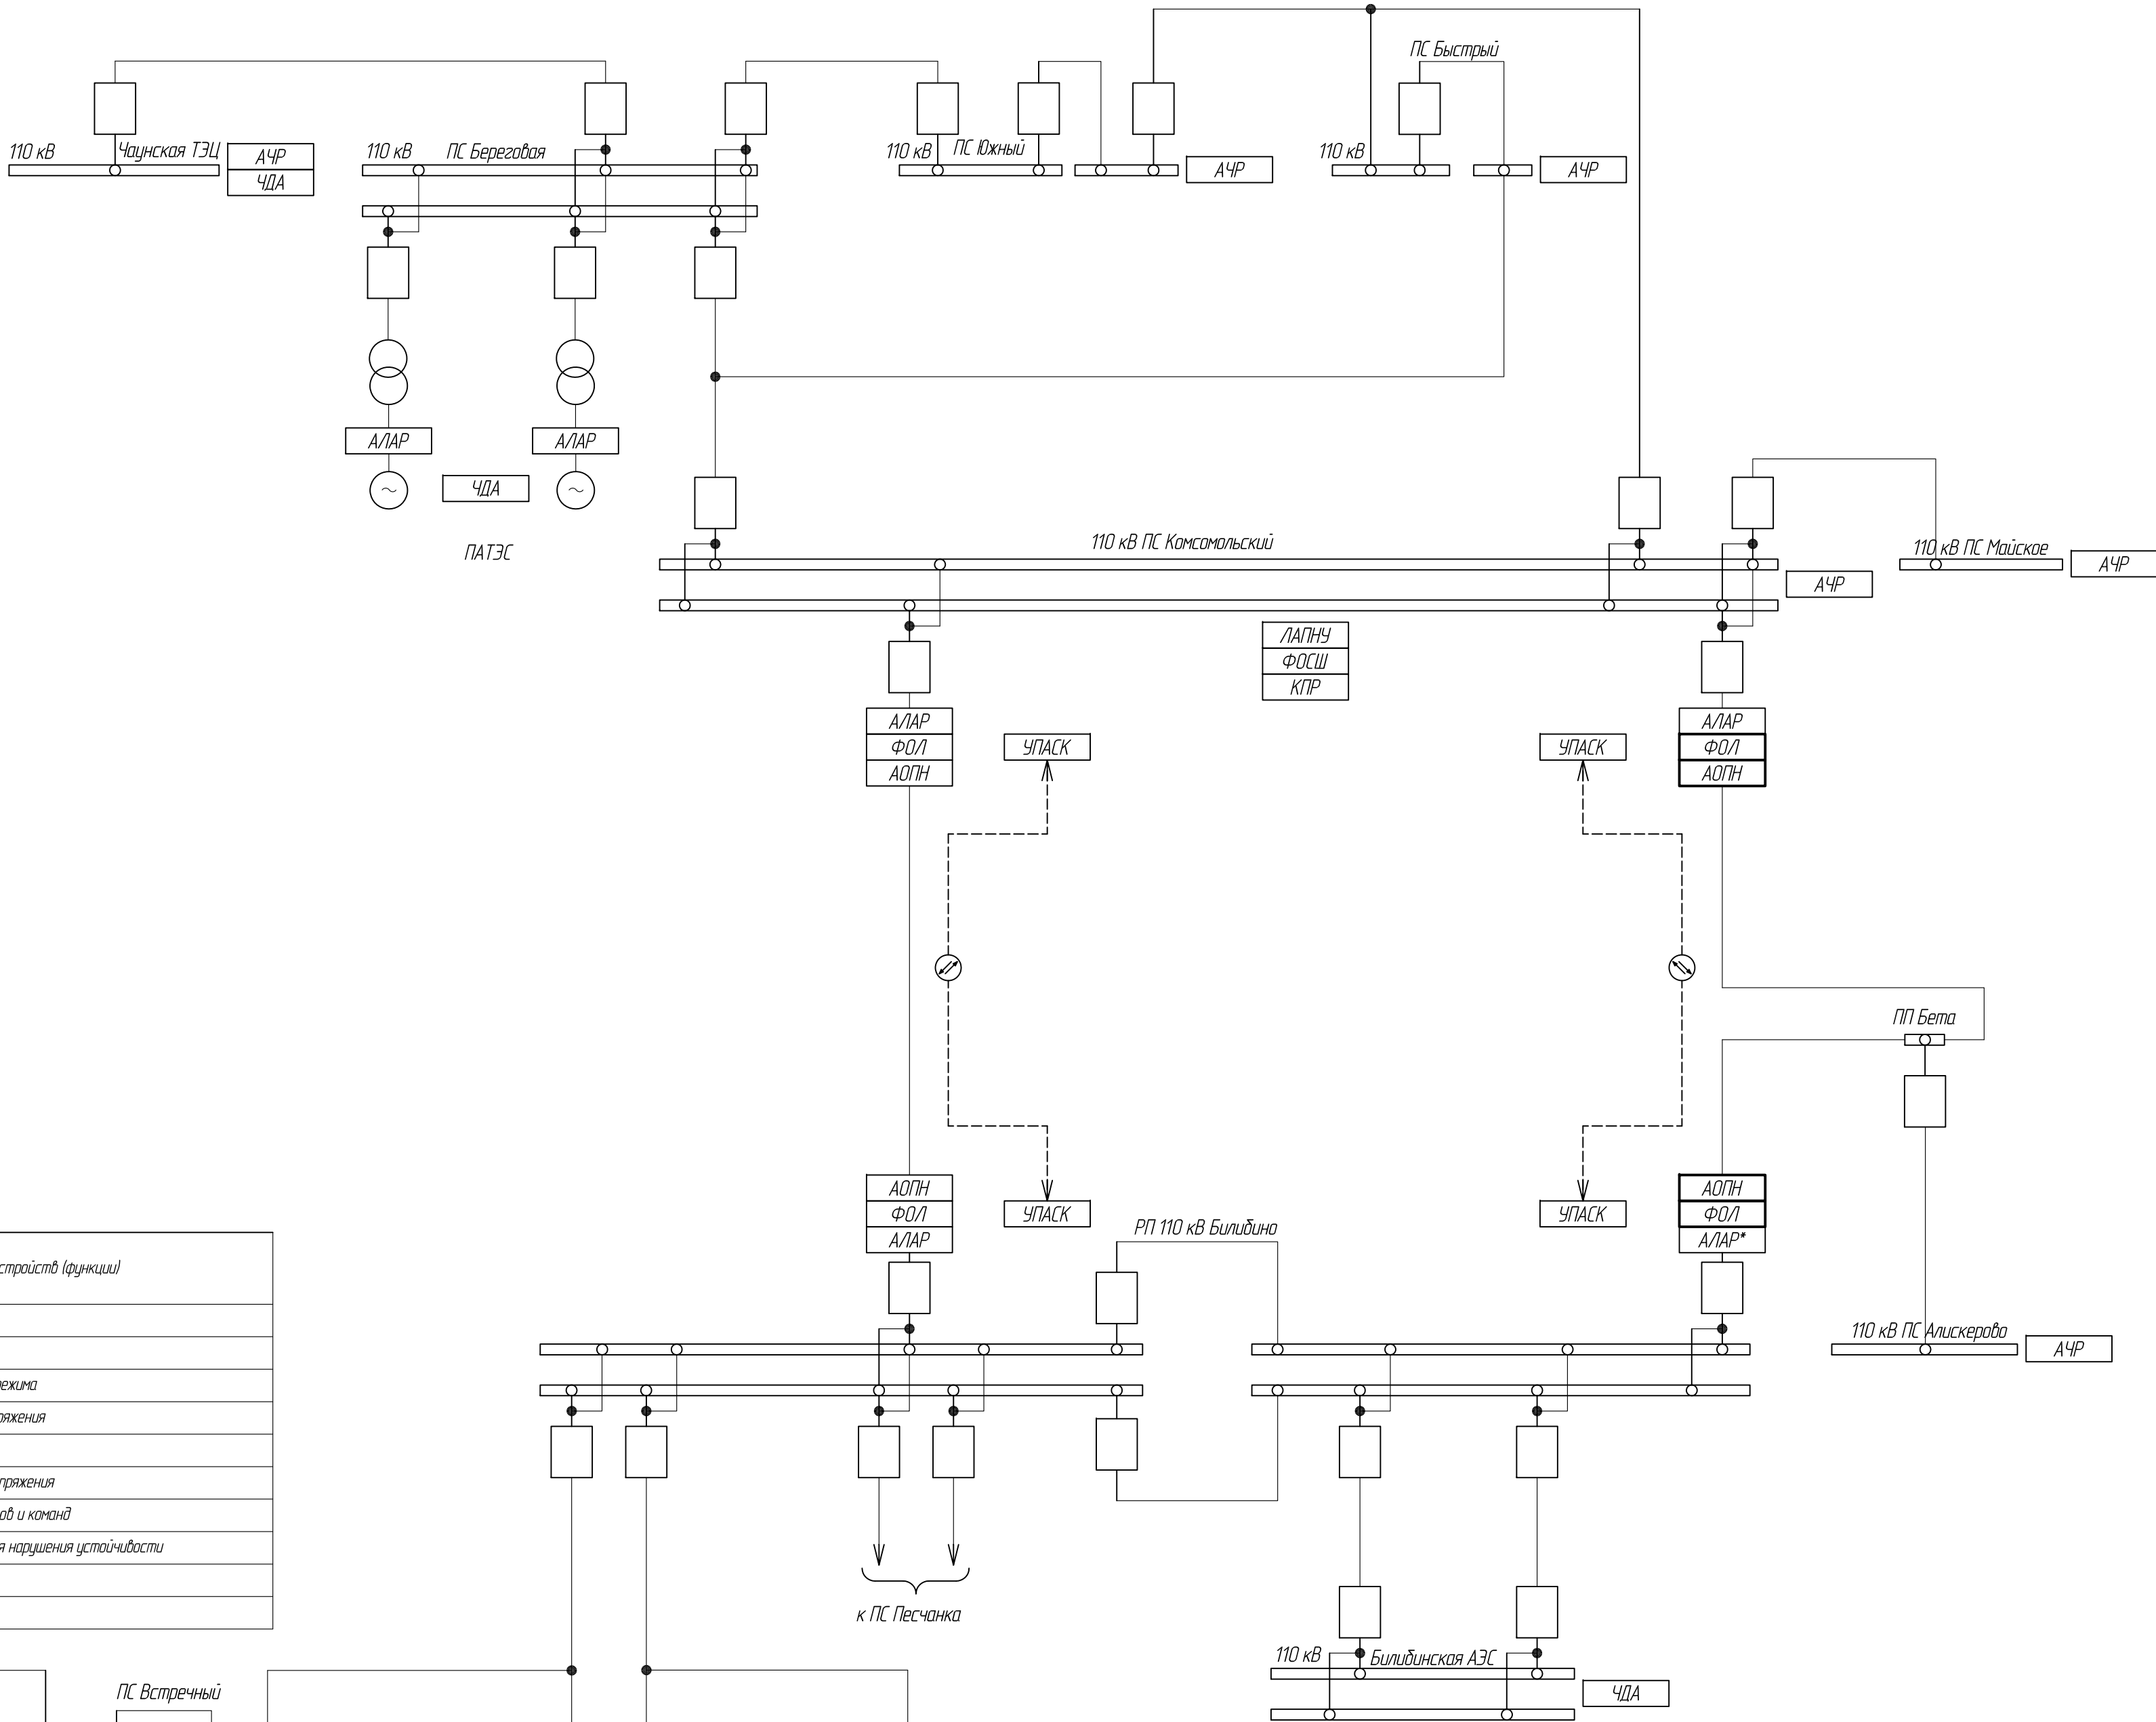 ПС Быстрый
110 кВ
Чаунская ТЭЦ
АЧР
ЧДА
110 кВ
ПС Береговая
110 кВ
ПС Южный
АЧР
110 кВ
АЧР
АЛАР
АЛАР
ЧДА
ПАТЭС
110 кВ ПС Комсомольский
110 кВ ПС Майское
АЧР
АЧР
ЛАПНУ
ФОСШ
КПР
АЛАР
ФОЛ
АОПН
УПАСК
УПАСК
АЛАР
ФОЛ
АОПН
ПП Бета
АОПН
ФОЛ
АЛАР
УПАСК
РП 110 кВ Билибино
УПАСК
АОПН
ФОЛ
АЛАР*
стройств (функции)
110 кВ ПС Алискерово
АЧР
ежима
ряжения
пряжения
ов и команд
я нарушения устойчивости
к ПС Песчанка
110 кВ
Билибинская АЭС
ЧДА
ПС Встречный